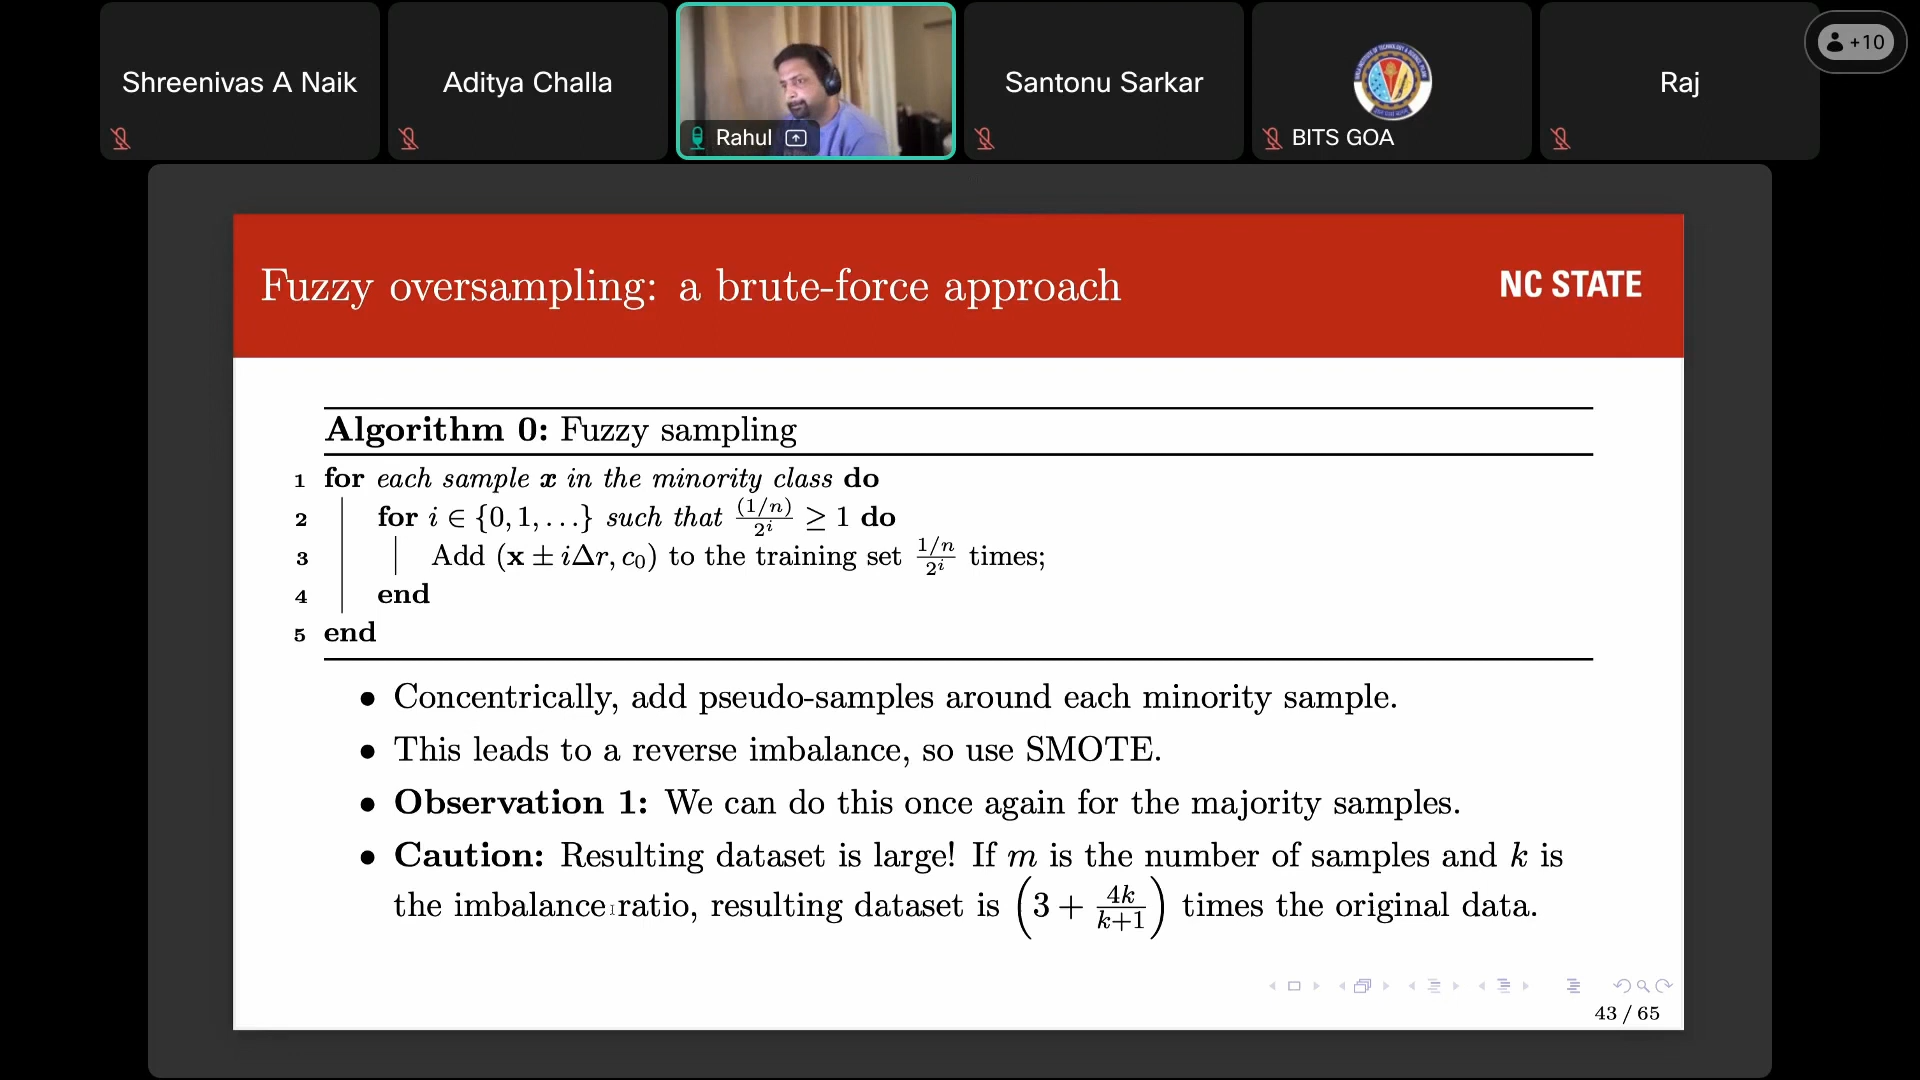 Shreenivas A Naik
Aditya Challa
Rahul
Santonu Sarkar
BITS GOA
Raj
+10
Fuzzy oversampling: a brute-force approach
NC STATE
Algorithm 0: Fuzzy sampling
1 for each sample x in the minority class do
2 for i ∈ {0, 1, . . .} such that (1/n)/2^i ≥ 1 do
3 Add (x ± iΔr, c₀) to the training set 1/n/2^i times;
4 end
5 end
• Concentrically, add pseudo-samples around each minority sample.
• This leads to a reverse imbalance, so use SMOTE.
• Observation 1: We can do this once again for the majority samples.
• Caution: Resulting dataset is large! If m is the number of samples and k is
the imbalance ratio, resulting dataset is (3 + 4k/k+1) times the original data.
43 / 65